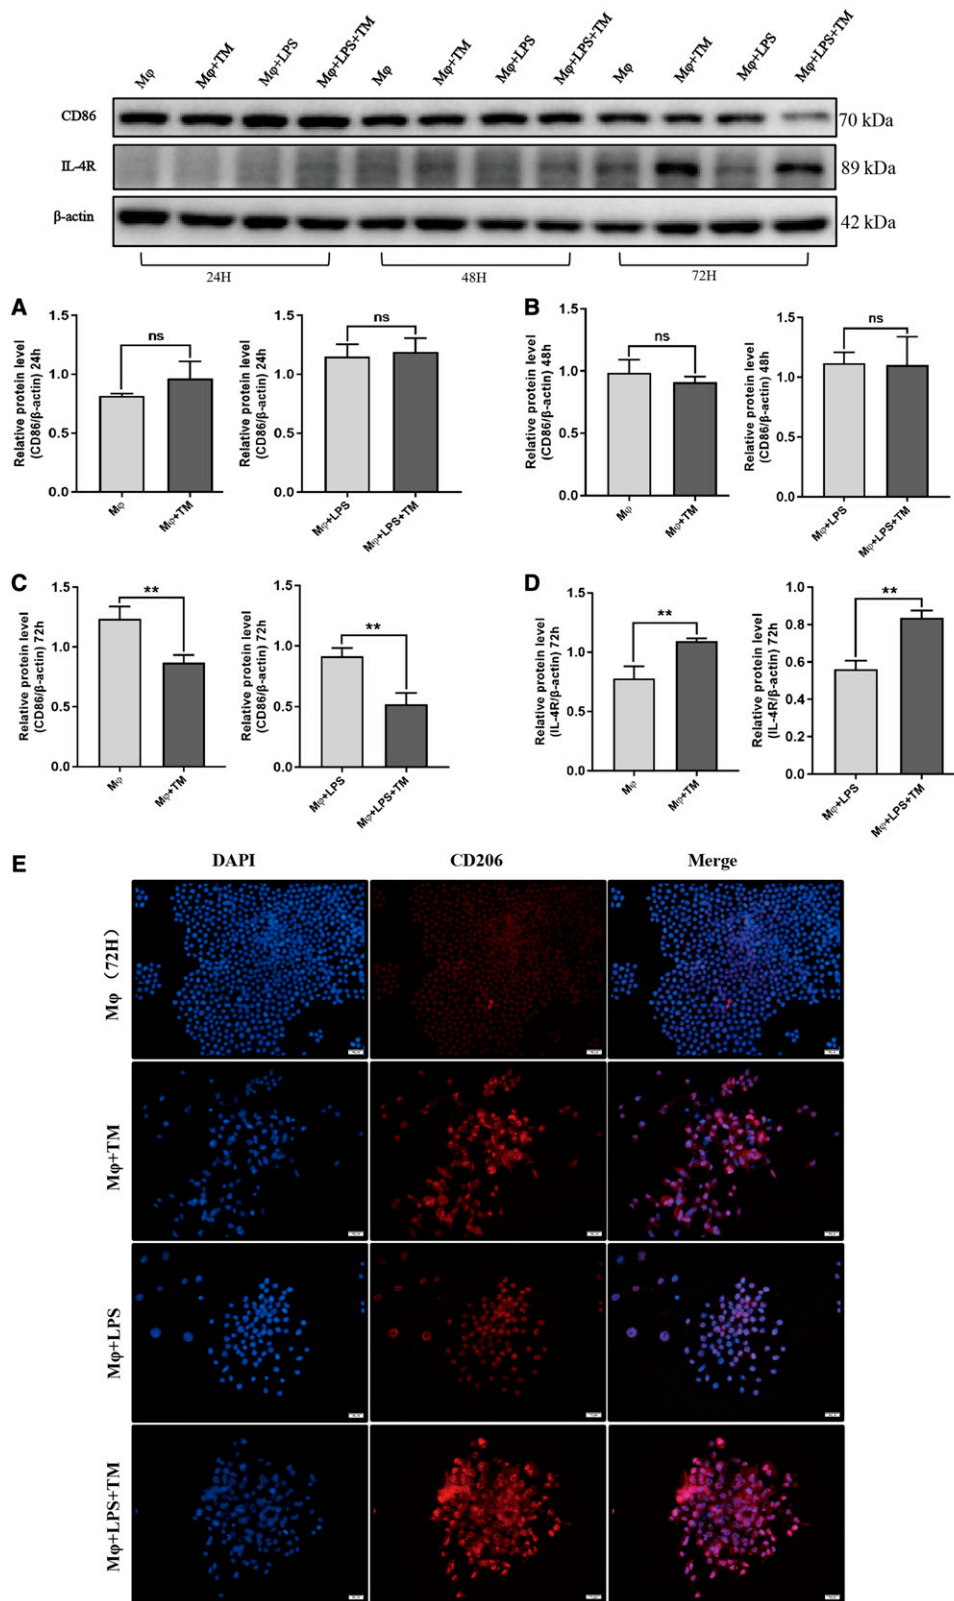 Mφ Mφ+TM Mφ+LPS Mφ+LPS+TM Mφ Mφ+TM Mφ+LPS Mφ+LPS+TM Mφ Mφ+TM Mφ+LPS Mφ+LPS+TM
CD86 70 kDa
IL-4R 89 kDa
β-actin 42 kDa
24H 48H 72H
A
Relative protein level
(CD86/β-actin) 24h
1.5
1.0
0.5
0.0
ns
Mφ Mφ+TM
Relative protein level
(CD86/β-actin) 24h
1.5
1.0
0.5
0.0
ns
Mφ+LPS Mφ+LPS+TM
B
Relative protein level
(CD86/β-actin) 48h
1.5
1.0
0.5
0.0
ns
Mφ Mφ+TM
Relative protein level
(CD86/β-actin) 48h
1.5
1.0
0.5
0.0
ns
Mφ+LPS Mφ+LPS+TM
C
Relative protein level
(CD86/β-actin) 72h
1.5
1.0
0.5
0.0
**
Mφ Mφ+TM
Relative protein level
(CD86/β-actin) 72h
1.5
1.0
0.5
0.0
**
Mφ+LPS Mφ+LPS+TM
D
Relative protein level
(IL-4R/β-actin) 72h
1.5
1.0
0.5
0.0
**
Mφ Mφ+TM
Relative protein level
(IL-4R/β-actin) 72h
1.0
0.8
0.6
0.4
0.2
0.0
**
Mφ+LPS Mφ+LPS+TM
E
DAPI CD206 Merge
Mφ（72H）
Mφ+TM
Mφ+LPS
Mφ+LPS+TM